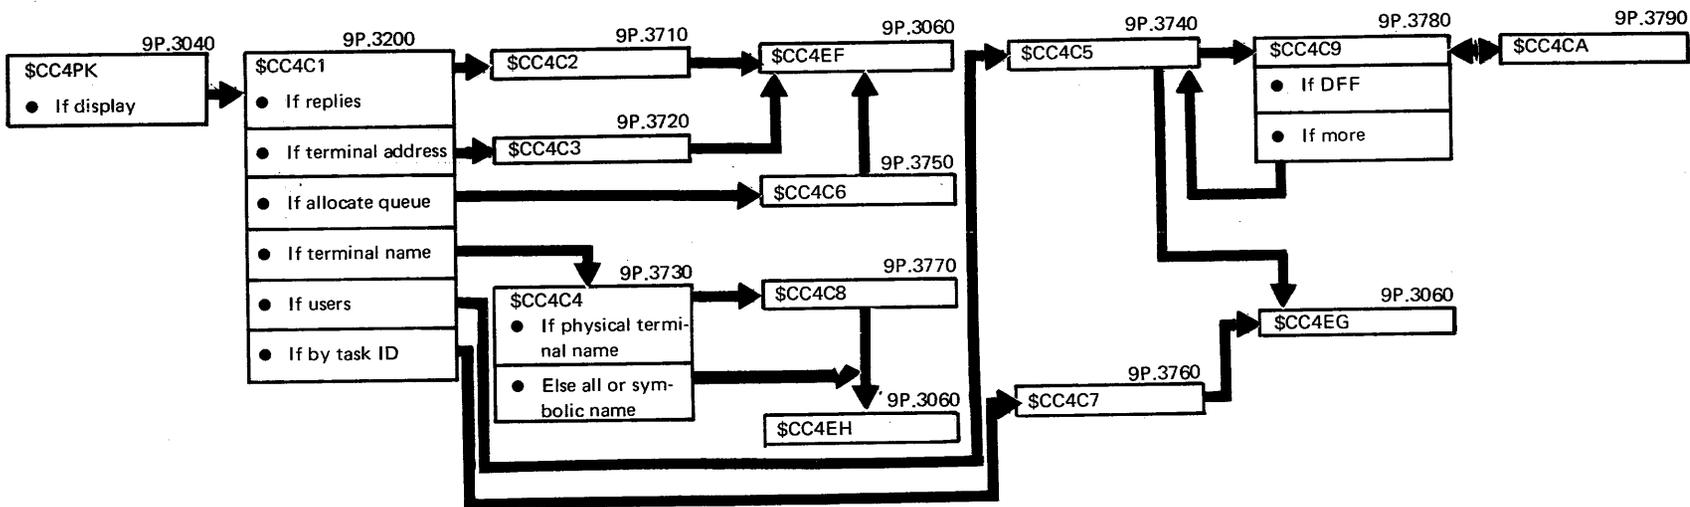 9P.3040
$CC4PK
● If display
9P.3200
$CC4C1
● If replies
● If terminal address
● If allocate queue
● If terminal name
● If users
● If by task ID
9P.3710
$CC4C2
9P.3720
$CC4C3
9P.3060
$CC4EF
9P.3750
$CC4C6
9P.3730
$CC4C4
● If physical termi-
nal name
● Else all or sym-
bolic name
9P.3770
$CC4C8
9P.3060
$CC4EH
9P.3740
$CC4C5
9P.3780
$CC4C9
● If DFF
● If more
9P.3790
$CC4CA
9P.3060
$CC4EG
9P.3760
$CC4C7